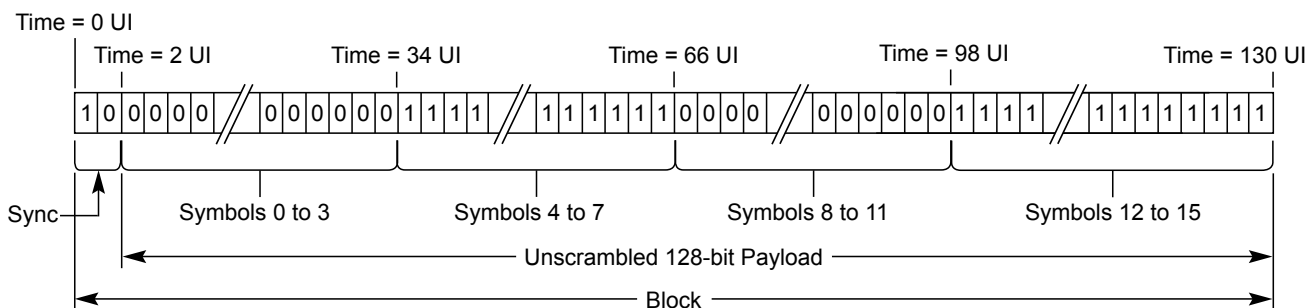 Time = 0 UI
Time = 2 UI Time = 34 UI Time = 66 UI Time = 98 UI Time = 130 UI
1 0 0 0 0 0 0 0 0 0 0 0 1 1 1 1 1 1 1 1 1 1 0 0 0 0 0 0 0 0 0 0 1 1 1 1 1 1 1 1 1 1 1 1
Sync Symbols 0 to 3 Symbols 4 to 7 Symbols 8 to 11 Symbols 12 to 15
Unscrambled 128-bit Payload
Block